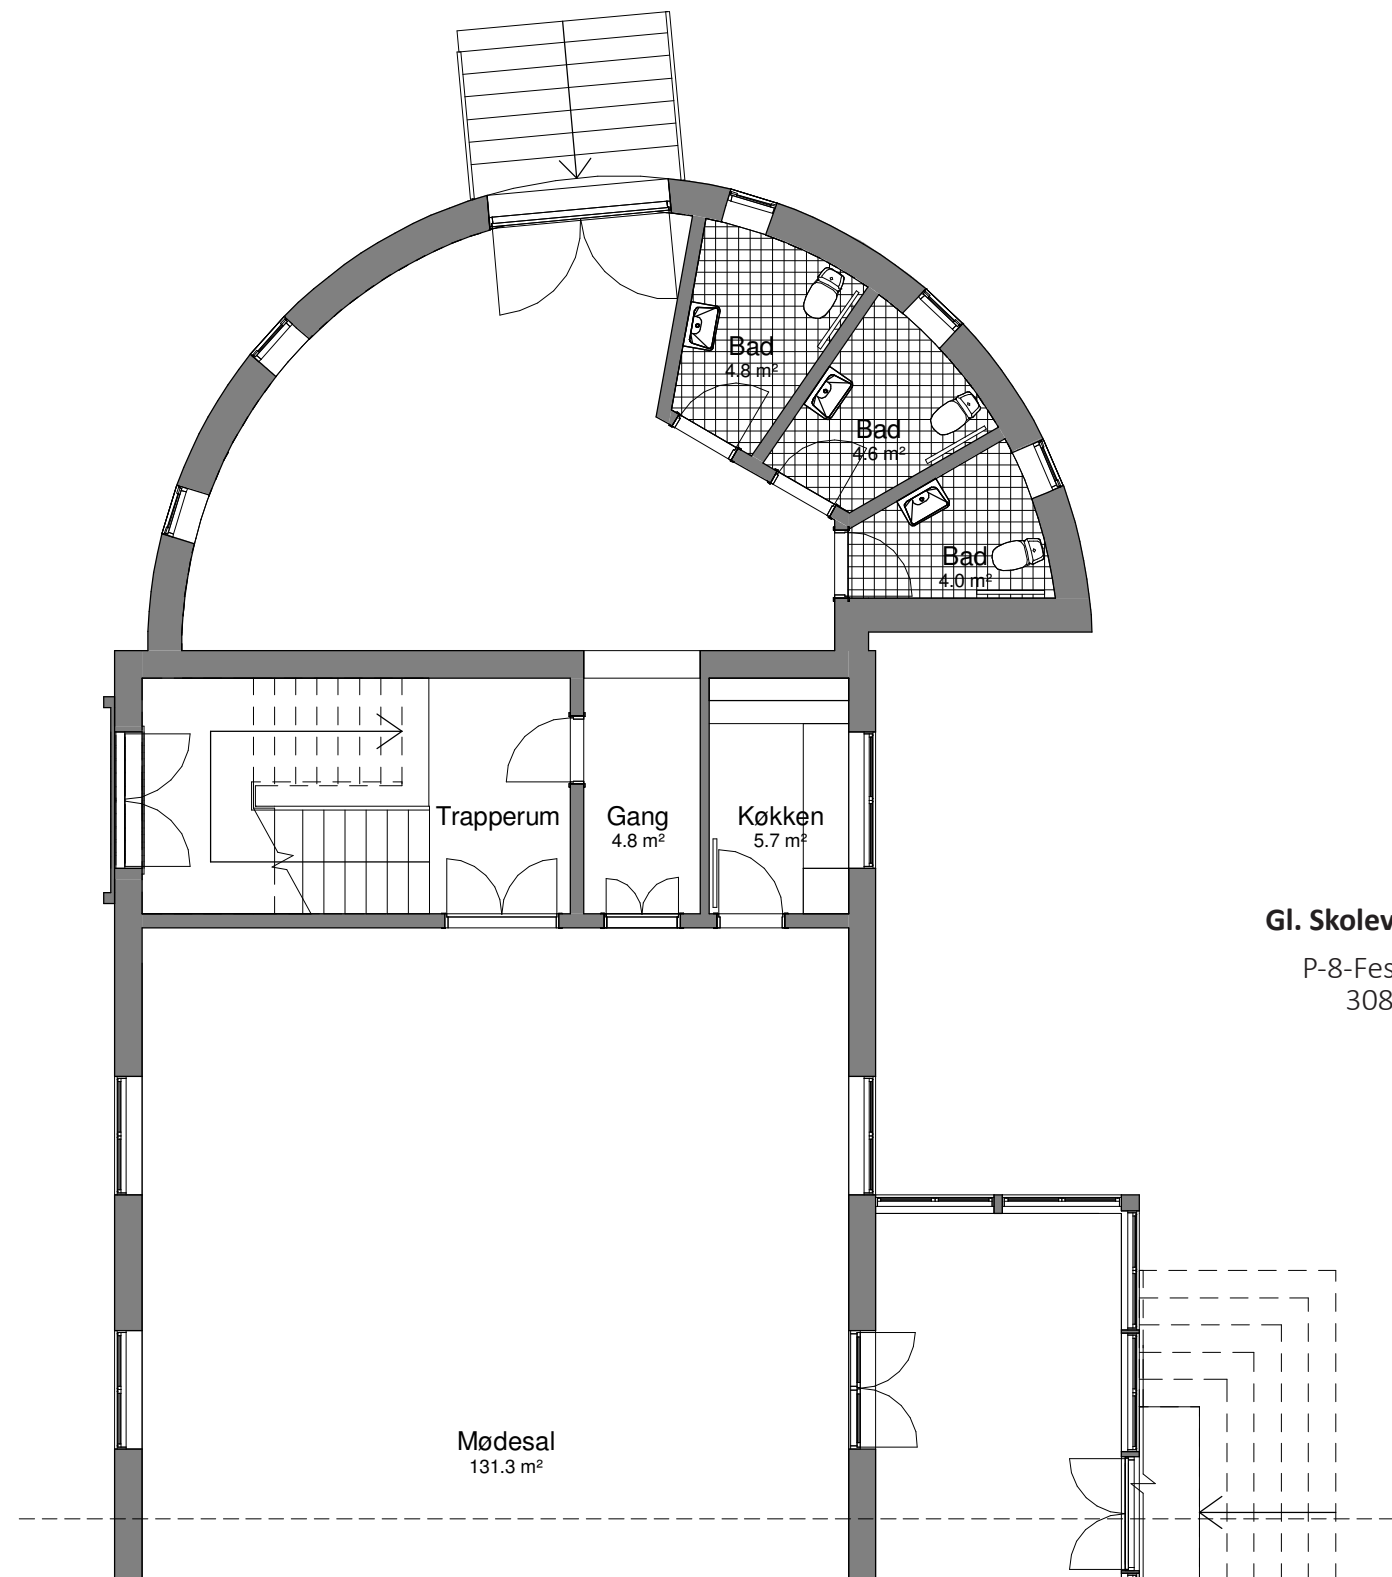 Bad
4.8 m²
Bad
4.6 m²
Bad
4.0 m²
Trapperum
Gang
4.8 m²
Køkken
5.7 m²
Gl. Skolev
P-8-Fes
308
Mødesal
131.3 m²